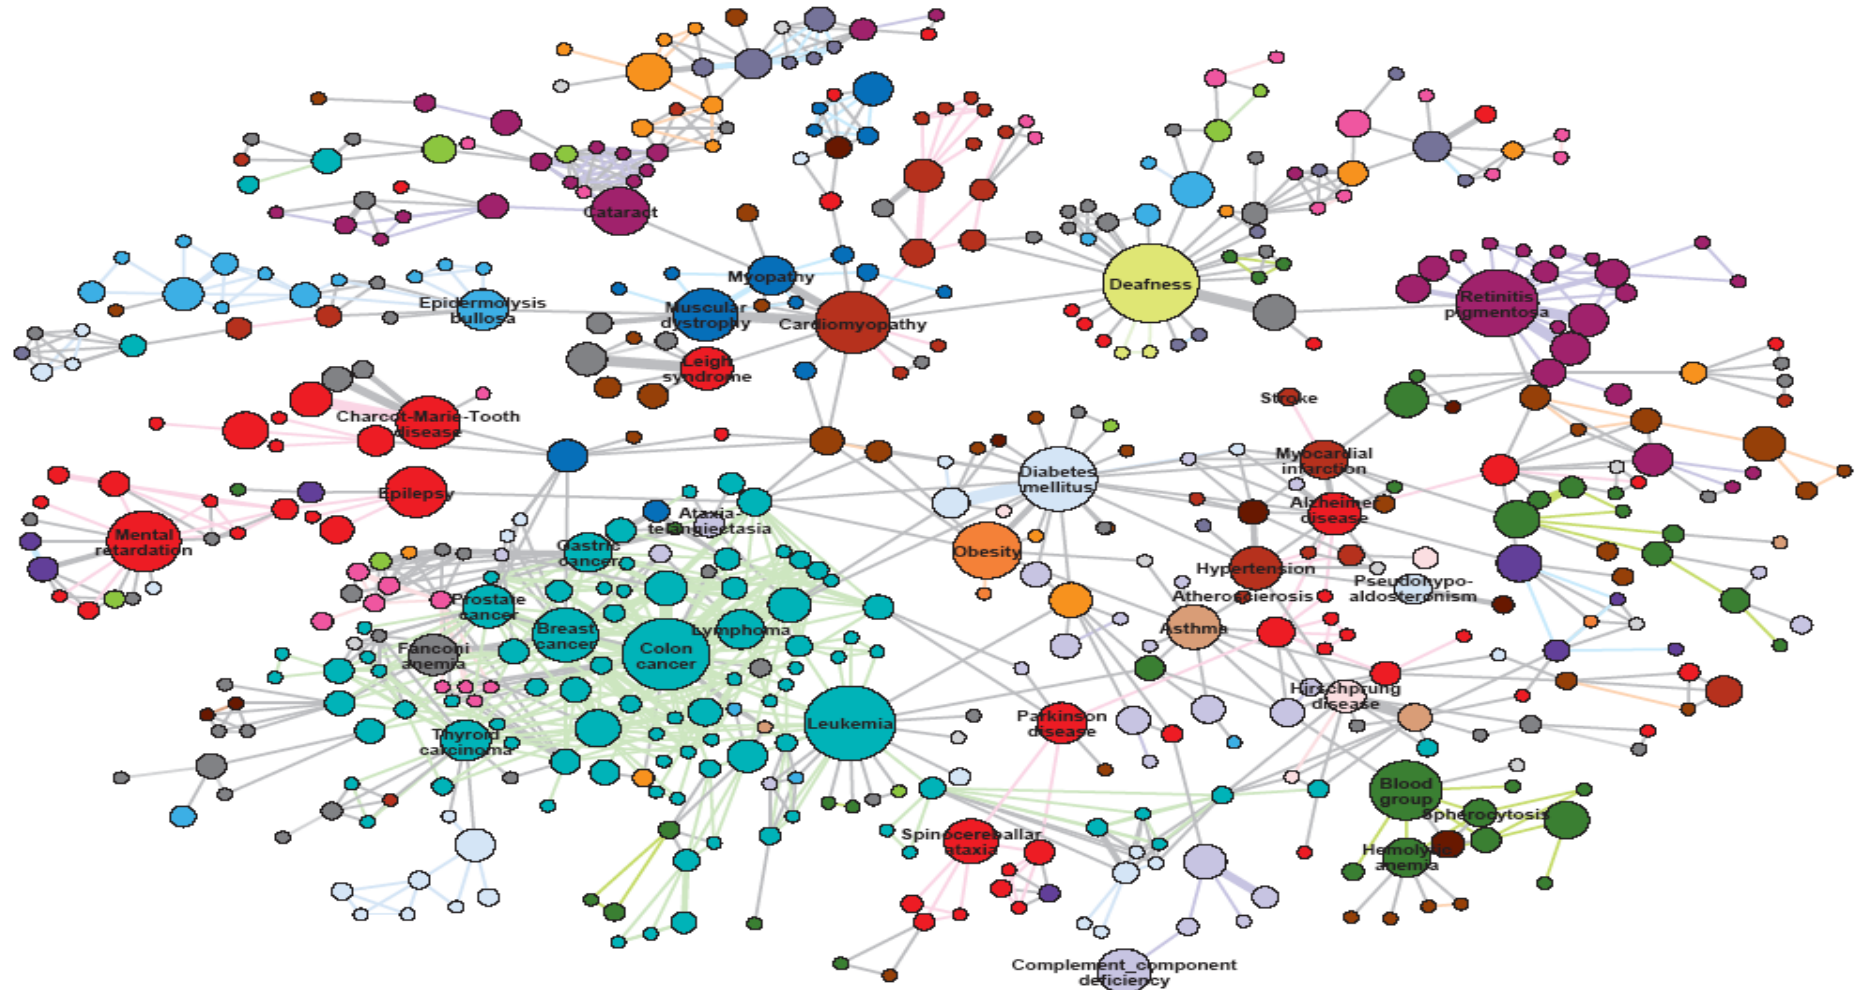 Cataract
Myopathy
Deafness
Epidermolysis
bullosa
Muscular
dystrophy
Cardiomyopathy
Retinitis
pigmentosa
Leigh
syndrome
Charcot-Marie-Tooth
disease
Stroke
Myocardial
infarction
Diabetes
mellitus
Epilepsy
Alzheimer
disease
Ataxia-
telangiectasia
Mental
retardation
Gastric
cancer
Obesity
Hypertension
Pseudohypo-
aldosteronism
Atherosclerosis
Prostate
cancer
Breast
cancer
Lymphoma
Asthma
Colon
cancer
Fanconi
anemia
Hirschprung
disease
Leukemia
Parkinson
disease
Thyroid
carcinoma
Blood
group
Spherocytosis
Spinocereballar
ataxia
Hemolytic
anemia
Complement_component
deficiency